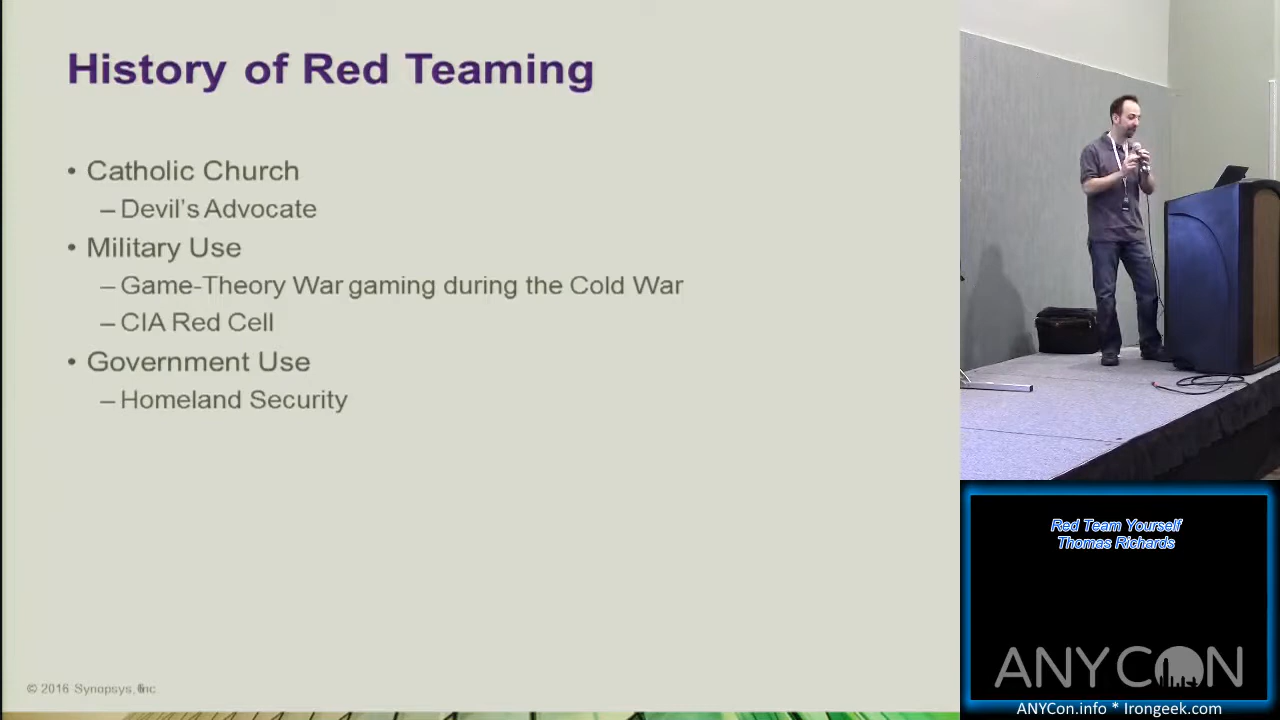 History of Red Teaming
• Catholic Church
– Devil's Advocate
• Military Use
– Game-Theory War gaming during the Cold War
– CIA Red Cell
• Government Use
– Homeland Security
© 2016 Synopsys, Inc.
Red Team Yourself
Thomas Richards
ANYCON
ANYCon.info * Irongeek.com